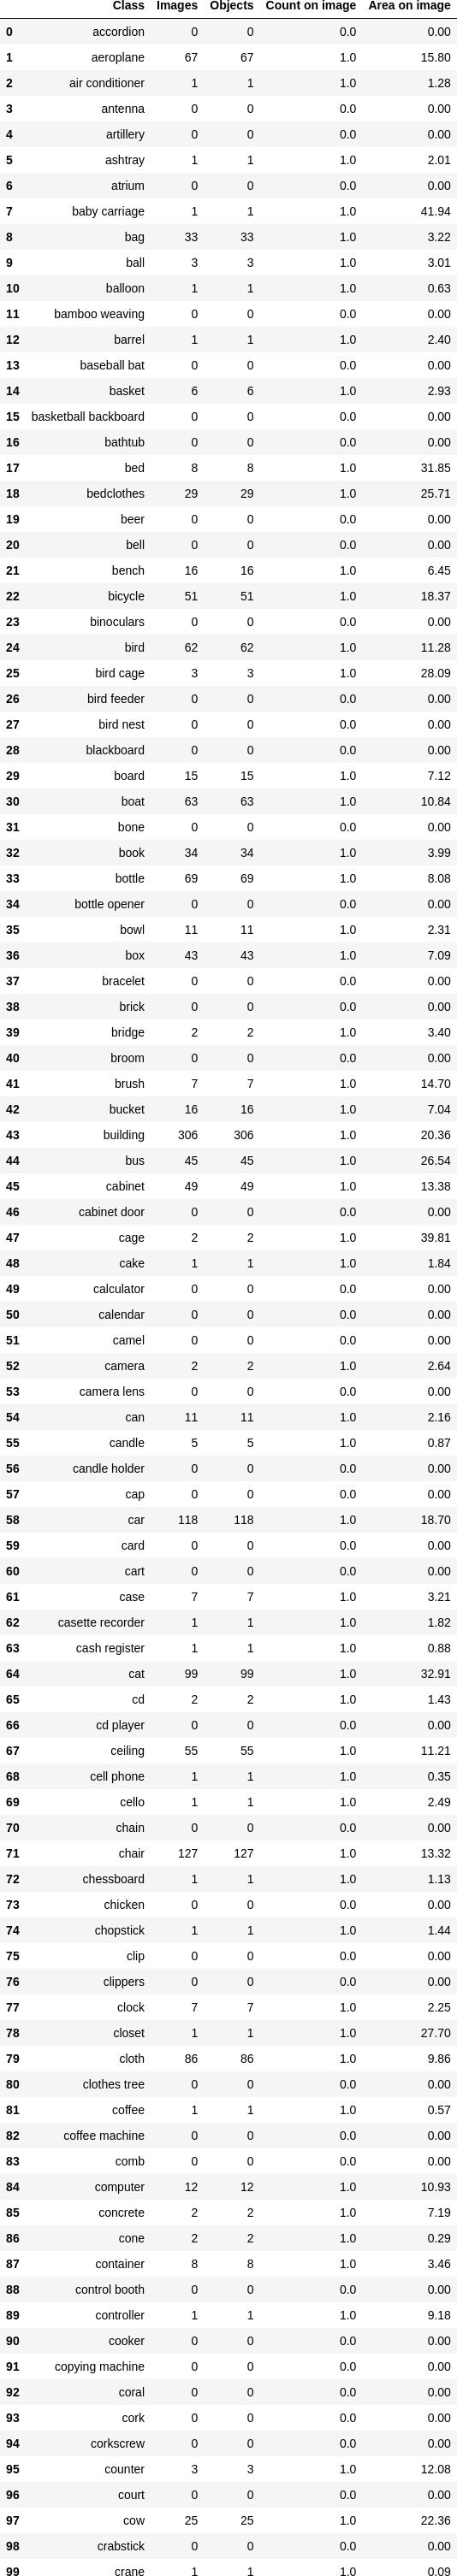 Class Images Objects Count on image Area on image
0 accordion 0 0 0.0 0.00
1 aeroplane 67 67 1.0 15.80
2 air conditioner 1 1 1.0 1.28
3 antenna 0 0 0.0 0.00
4 artillery 0 0 0.0 0.00
5 ashtray 1 1 1.0 2.01
6 atrium 0 0 0.0 0.00
7 baby carriage 1 1 1.0 41.94
8 bag 33 33 1.0 3.22
9 ball 3 3 1.0 3.01
10 balloon 1 1 1.0 0.63
11 bamboo weaving 0 0 0.0 0.00
12 barrel 1 1 1.0 2.40
13 baseball bat 0 0 0.0 0.00
14 basket 6 6 1.0 2.93
15 basketball backboard 0 0 0.0 0.00
16 bathtub 0 0 0.0 0.00
17 bed 8 8 1.0 31.85
18 bedclothes 29 29 1.0 25.71
19 beer 0 0 0.0 0.00
20 bell 0 0 0.0 0.00
21 bench 16 16 1.0 6.45
22 bicycle 51 51 1.0 18.37
23 binoculars 0 0 0.0 0.00
24 bird 62 62 1.0 11.28
25 bird cage 3 3 1.0 28.09
26 bird feeder 0 0 0.0 0.00
27 bird nest 0 0 0.0 0.00
28 blackboard 0 0 0.0 0.00
29 board 15 15 1.0 7.12
30 boat 63 63 1.0 10.84
31 bone 0 0 0.0 0.00
32 book 34 34 1.0 3.99
33 bottle 69 69 1.0 8.08
34 bottle opener 0 0 0.0 0.00
35 bowl 11 11 1.0 2.31
36 box 43 43 1.0 7.09
37 bracelet 0 0 0.0 0.00
38 brick 0 0 0.0 0.00
39 bridge 2 2 1.0 3.40
40 broom 0 0 0.0 0.00
41 brush 7 7 1.0 14.70
42 bucket 16 16 1.0 7.04
43 building 306 306 1.0 20.36
44 bus 45 45 1.0 26.54
45 cabinet 49 49 1.0 13.38
46 cabinet door 0 0 0.0 0.00
47 cage 2 2 1.0 39.81
48 cake 1 1 1.0 1.84
49 calculator 0 0 0.0 0.00
50 calendar 0 0 0.0 0.00
51 camel 0 0 0.0 0.00
52 camera 2 2 1.0 2.64
53 camera lens 0 0 0.0 0.00
54 can 11 11 1.0 2.16
55 candle 5 5 1.0 0.87
56 candle holder 0 0 0.0 0.00
57 cap 0 0 0.0 0.00
58 car 118 118 1.0 18.70
59 card 0 0 0.0 0.00
60 cart 0 0 0.0 0.00
61 case 7 7 1.0 3.21
62 casette recorder 1 1 1.0 1.82
63 cash register 1 1 1.0 0.88
64 cat 99 99 1.0 32.91
65 cd 2 2 1.0 1.43
66 cd player 0 0 0.0 0.00
67 ceiling 55 55 1.0 11.21
68 cell phone 1 1 1.0 0.35
69 cello 1 1 1.0 2.49
70 chain 0 0 0.0 0.00
71 chair 127 127 1.0 13.32
72 chessboard 1 1 1.0 1.13
73 chicken 0 0 0.0 0.00
74 chopstick 1 1 1.0 1.44
75 clip 0 0 0.0 0.00
76 clippers 0 0 0.0 0.00
77 clock 7 7 1.0 2.25
78 closet 1 1 1.0 27.70
79 cloth 86 86 1.0 9.86
80 clothes tree 0 0 0.0 0.00
81 coffee 1 1 1.0 0.57
82 coffee machine 0 0 0.0 0.00
83 comb 0 0 0.0 0.00
84 computer 12 12 1.0 10.93
85 concrete 2 2 1.0 7.19
86 cone 2 2 1.0 0.29
87 container 8 8 1.0 3.46
88 control booth 0 0 0.0 0.00
89 controller 1 1 1.0 9.18
90 cooker 0 0 0.0 0.00
91 copying machine 0 0 0.0 0.00
92 coral 0 0 0.0 0.00
93 cork 0 0 0.0 0.00
94 corkscrew 0 0 0.0 0.00
95 counter 3 3 1.0 12.08
96 court 0 0 0.0 0.00
97 cow 25 25 1.0 22.36
98 crabstick 0 0 0.0 0.00
99 crane 1 1 1.0 0.09